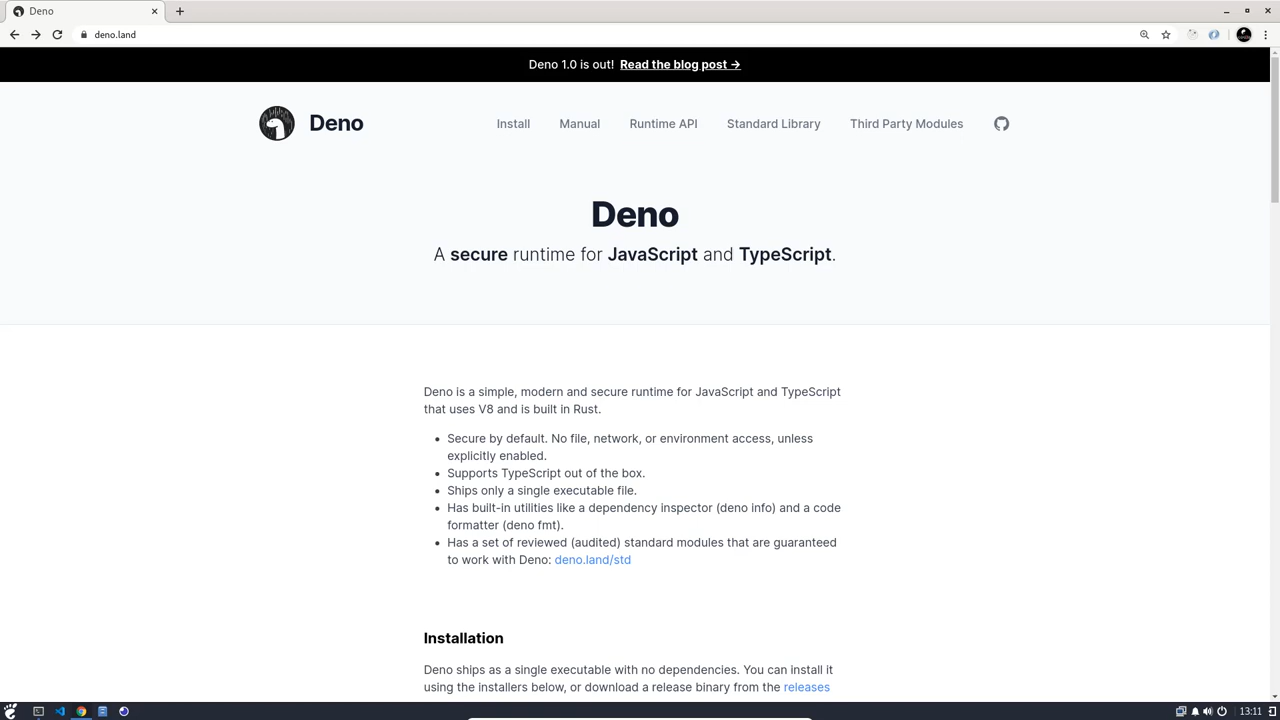 Deno
deno.land
Deno 1.0 is out! Read the blog post →
Deno
Install
Manual
Runtime API
Standard Library
Third Party Modules
Deno
A secure runtime for JavaScript and TypeScript.
Deno is a simple, modern and secure runtime for JavaScript and TypeScript
that uses V8 and is built in Rust.
• Secure by default. No file, network, or environment access, unless
explicitly enabled.
• Supports TypeScript out of the box.
• Ships only a single executable file.
• Has built-in utilities like a dependency inspector (deno info) and a code
formatter (deno fmt).
• Has a set of reviewed (audited) standard modules that are guaranteed
to work with Deno: deno.land/std
Installation
Deno ships as a single executable with no dependencies. You can install it
using the installers below, or download a release binary from the releases
13:11